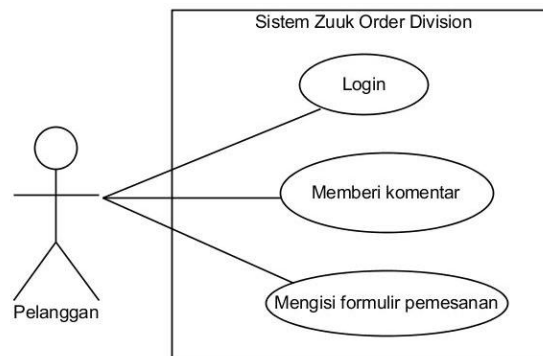 Sistem Zuuk Order Division
Login
Memberi komentar
Mengisi formulir pemesanan
Pelanggan